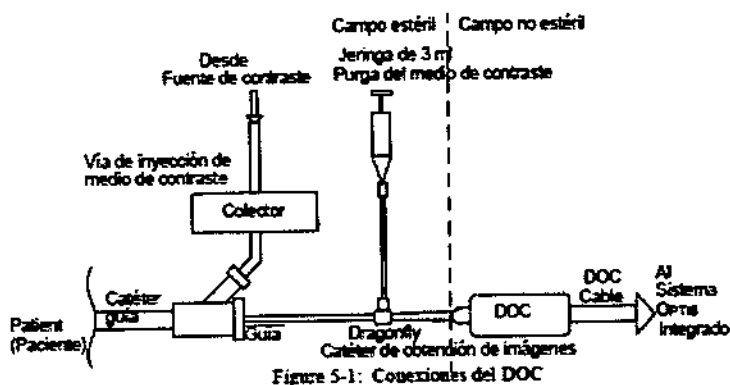 Campo estéril
Campo no estéril
Desde
Fuente de contraste
Jeringa de 3 ml
Purga del medio de contraste
Vía de inyección de
medio de contraste
Colector
Catéter
guía
Patient
(Paciente)
Guía
Dragonfly
Catéter de obtención de imágenes
DOC
DOC
Cable
Al
Sistema
OPTIS
Integrado
Figure 5-1: Conexiones del DOC